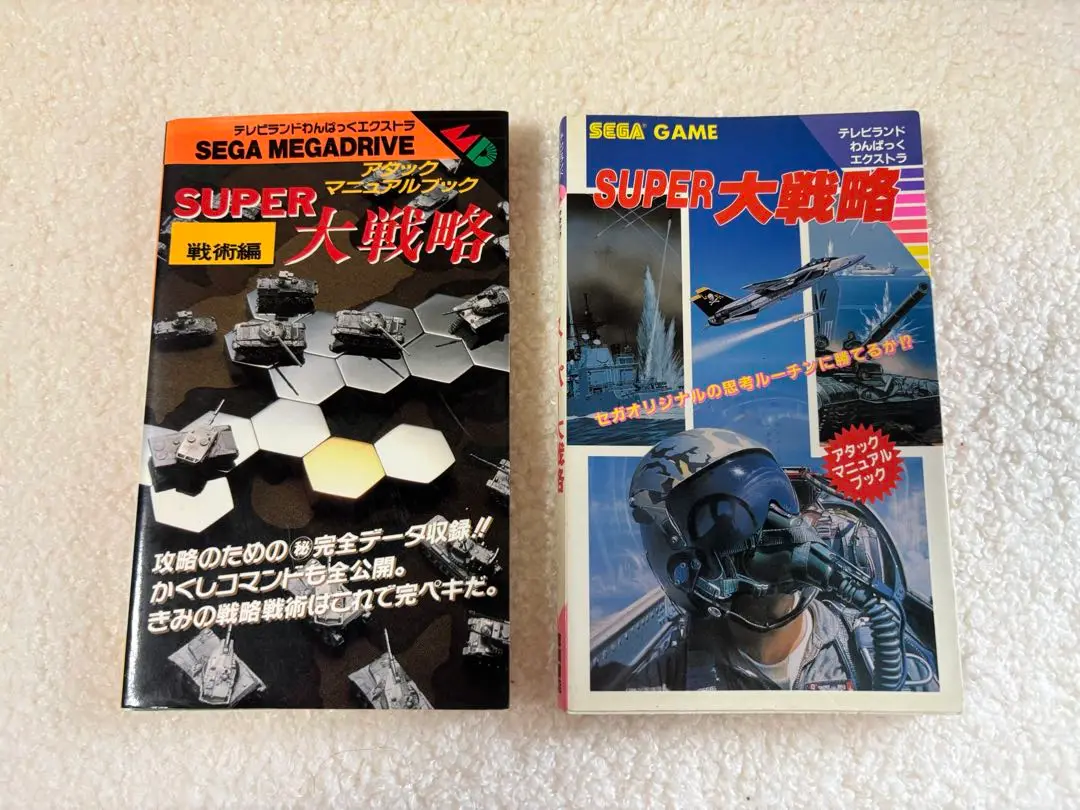 テレビランドわんぱっくエクストラ
SEGA MEGADRIVE
MD
アタック
マニュアルブック
SUPER
大戦略
戦術編
攻略のための㊙完全データ収録!!
かくしコマンドも全公開。
きみの戦略戦術はこれで完ペキだ。
SEGA GAME
テレビランド
わんぱっく
エクストラ
SUPER大戦略
セガオリジナルの思考ルーチンに勝てるか!?
アタック
マニュアル
ブック